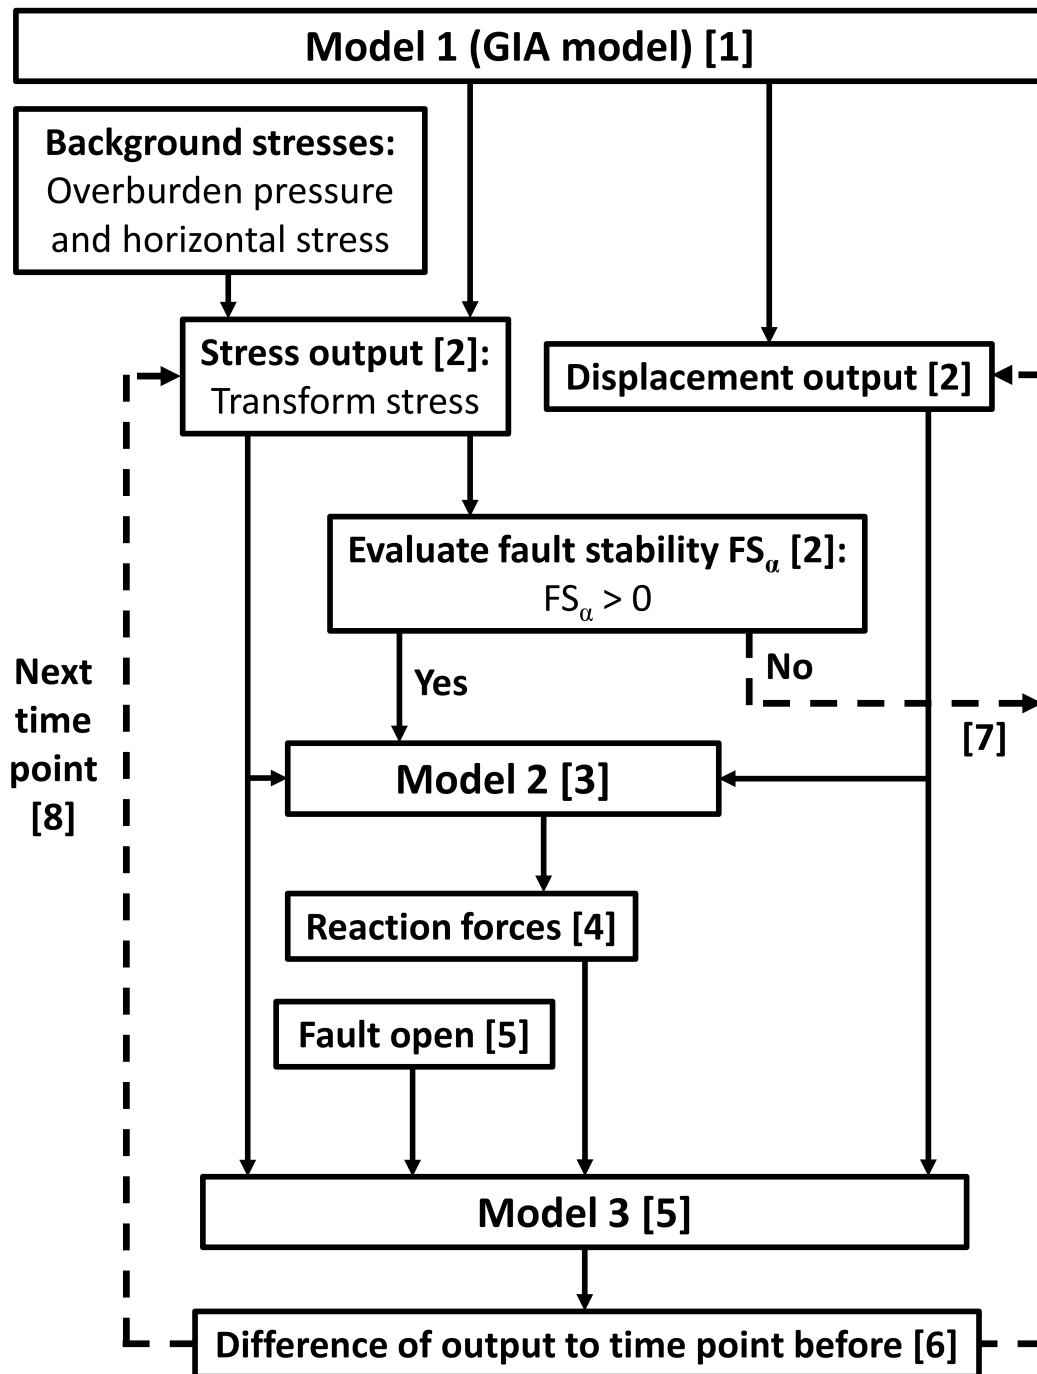 Model 1 (GIA model) [1]
Background stresses:
Overburden pressure
and horizontal stress
Stress output [2]:
Transform stress
Displacement output [2]
Evaluate fault stability FSα [2]:
FSα > 0
Yes
No
[7]
Next
time
point
[8]
Model 2 [3]
Reaction forces [4]
Fault open [5]
Model 3 [5]
Difference of output to time point before [6]